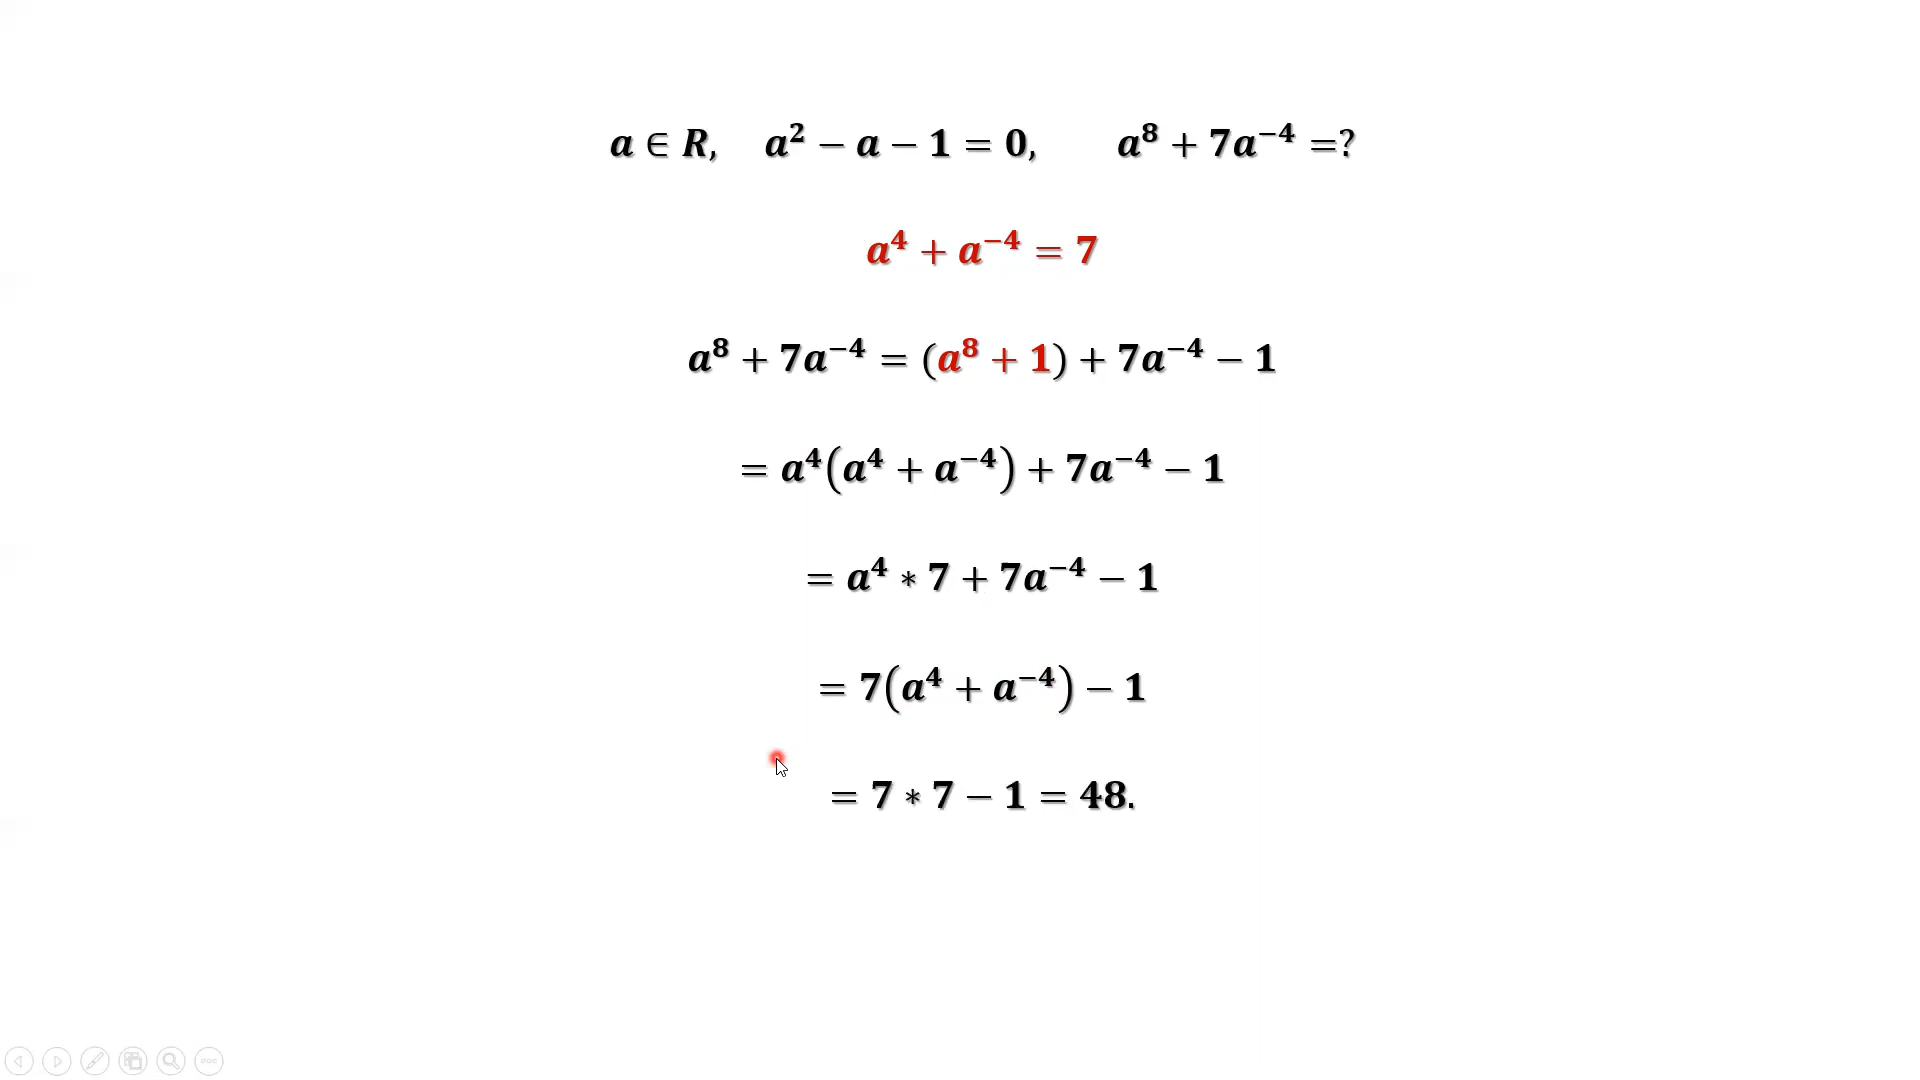 a ∈ R, a² − a − 1 = 0, a⁸ + 7a⁻⁴ =?
a⁴ + a⁻⁴ = 7
a⁸ + 7a⁻⁴ = (a⁸ + 1) + 7a⁻⁴ − 1
= a⁴(a⁴ + a⁻⁴) + 7a⁻⁴ − 1
= a⁴ * 7 + 7a⁻⁴ − 1
= 7(a⁴ + a⁻⁴) − 1
= 7 * 7 − 1 = 48.